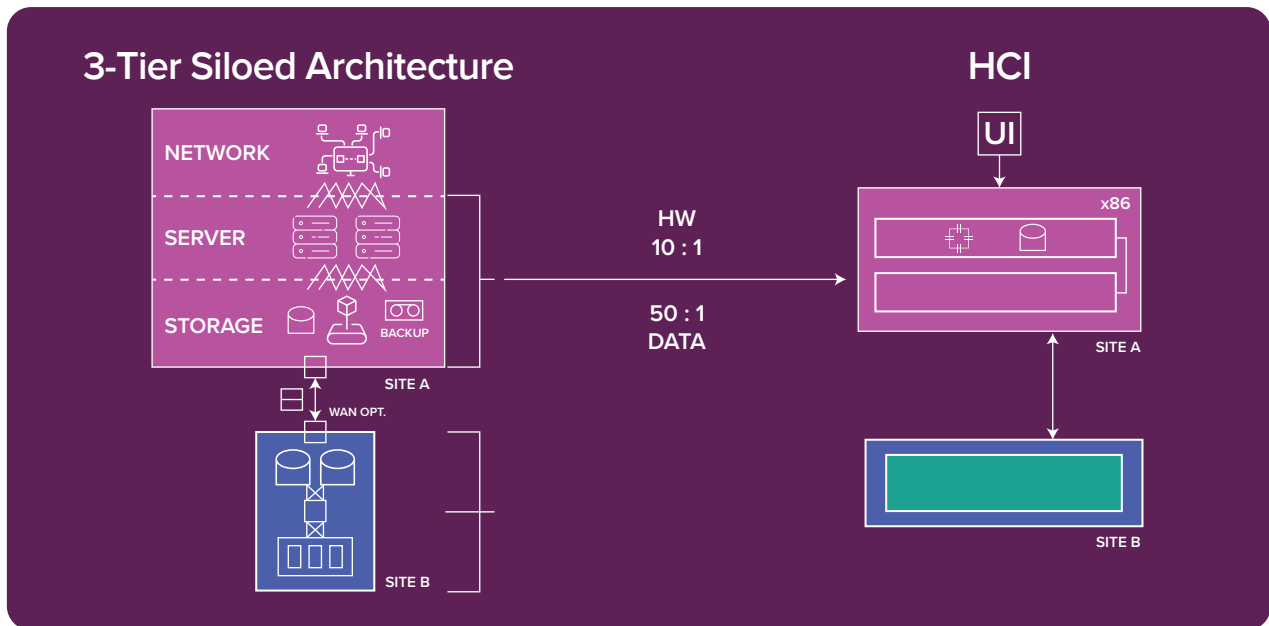 3-Tier Siloed Architecture
NETWORK
SERVER
STORAGE
BACKUP
SITE A
WAN OPT.
SITE B
HW
10 : 1
50 : 1
DATA
HCI
UI
x86
SITE A
SITE B